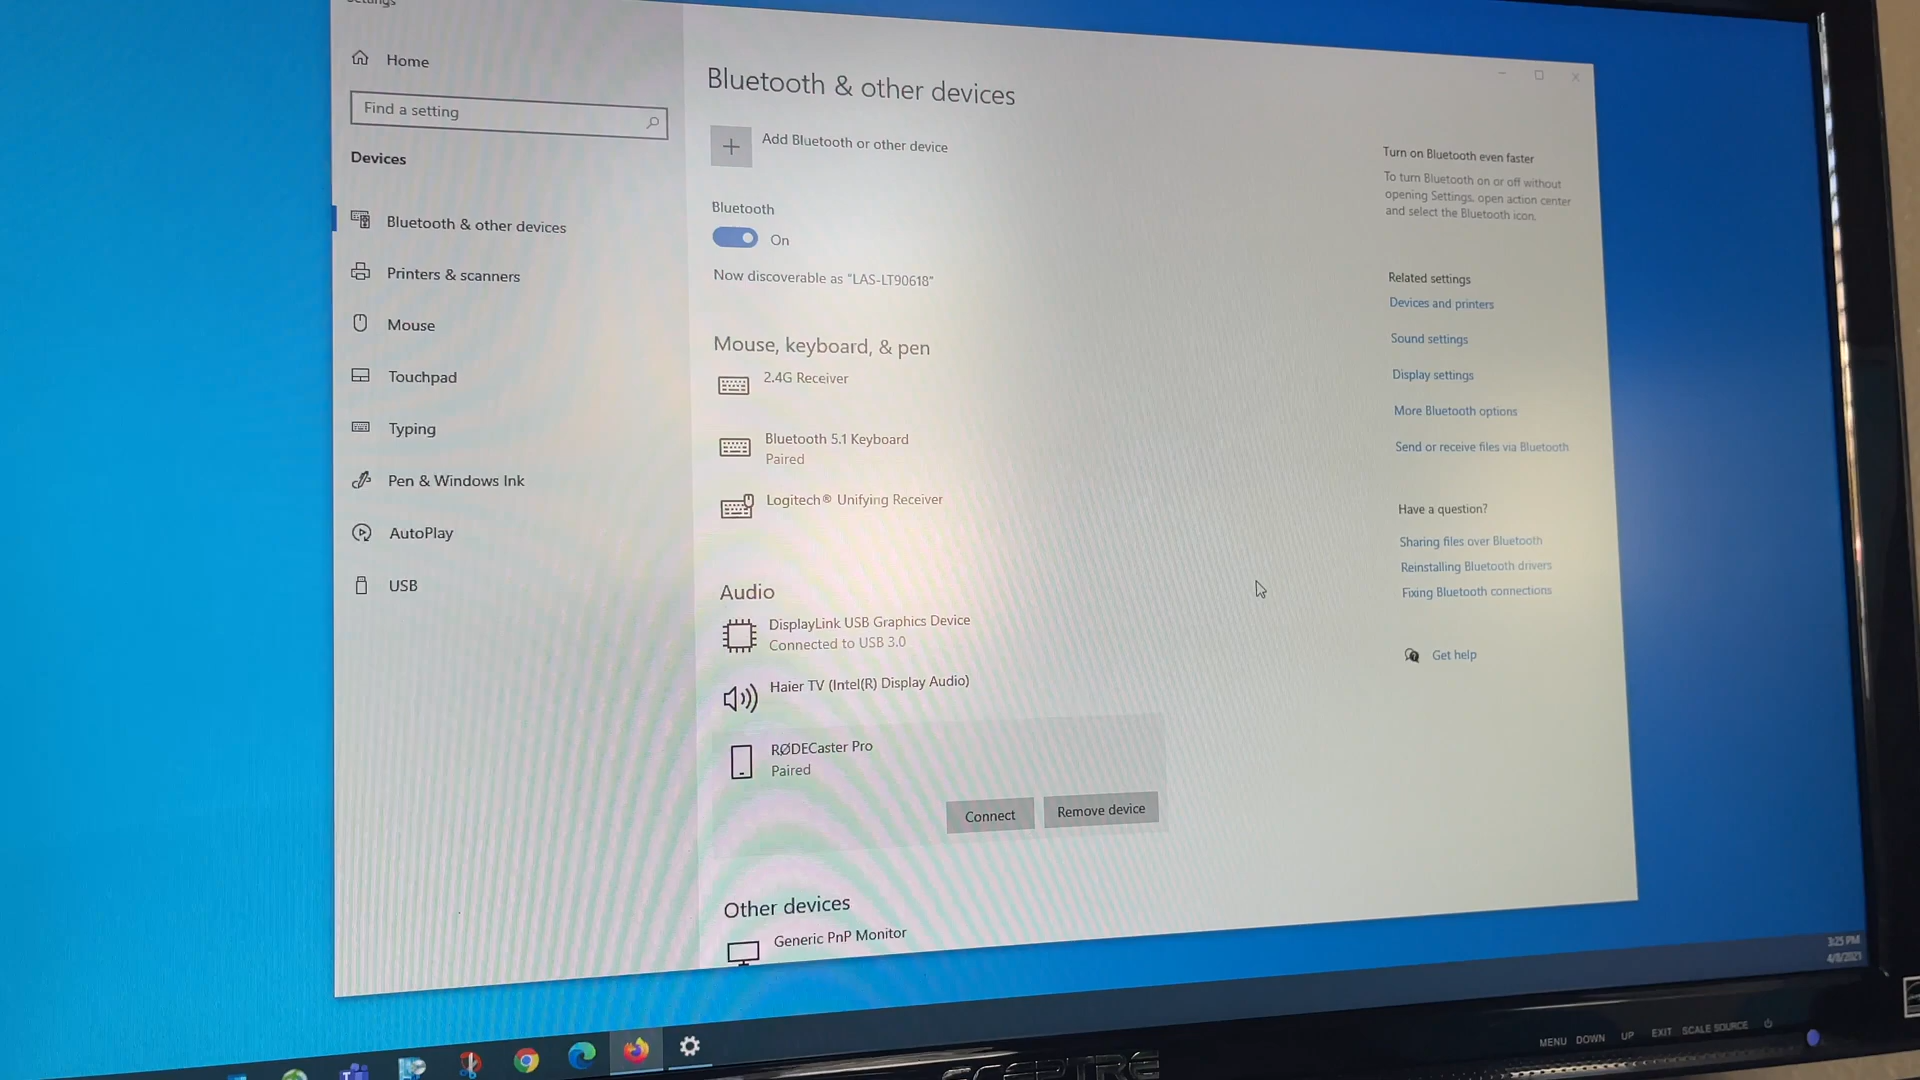 Settings
Home
Find a setting
Devices
Bluetooth & other devices
Printers & scanners
Mouse
Touchpad
Typing
Pen & Windows Ink
AutoPlay
USB
Bluetooth & other devices
Add Bluetooth or other device
Bluetooth
On
Now discoverable as "LAS-LT90618"
Mouse, keyboard, & pen
2.4G Receiver
Bluetooth 5.1 Keyboard
Paired
Logitech® Unifying Receiver
Audio
DisplayLink USB Graphics Device
Connected to USB 3.0
Haier TV (Intel(R) Display Audio)
RØDECaster Pro
Paired
Connect
Remove device
Other devices
Generic PnP Monitor
Turn on Bluetooth even faster
To turn Bluetooth on or off without
opening Settings, open action center
and select the Bluetooth icon.
Related settings
Devices and printers
Sound settings
Display settings
More Bluetooth options
Send or receive files via Bluetooth
Have a question?
Sharing files over Bluetooth
Reinstalling Bluetooth drivers
Fixing Bluetooth connections
Get help
3:25 PM
MENU DOWN UP EXIT SCALE SOURCE
SCEPTRE